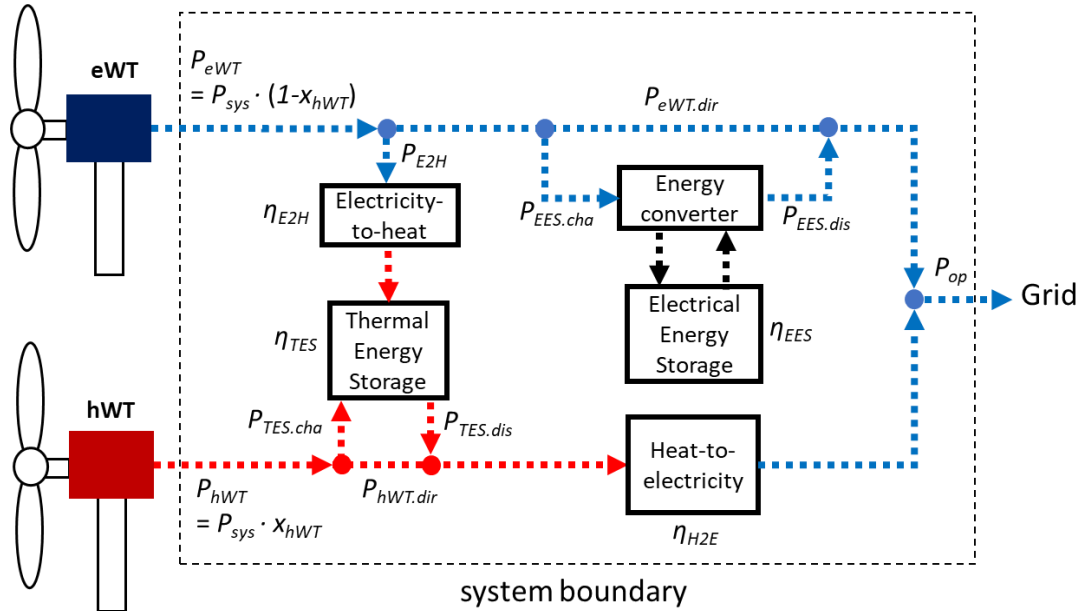 eWT
P_eWT
= P_sys · (1-x_hWT)
P_eWT.dir
P_E2H
η_E2H
Electricity-
to-heat
P_EES.cha
Energy
converter
P_EES.dis
P_op
Grid
η_TES
Thermal
Energy
Storage
Electrical
Energy
Storage
η_EES
hWT
P_TES.cha
P_TES.dis
P_hWT
= P_sys · x_hWT
P_hWT.dir
Heat-to-
electricity
η_H2E
system boundary